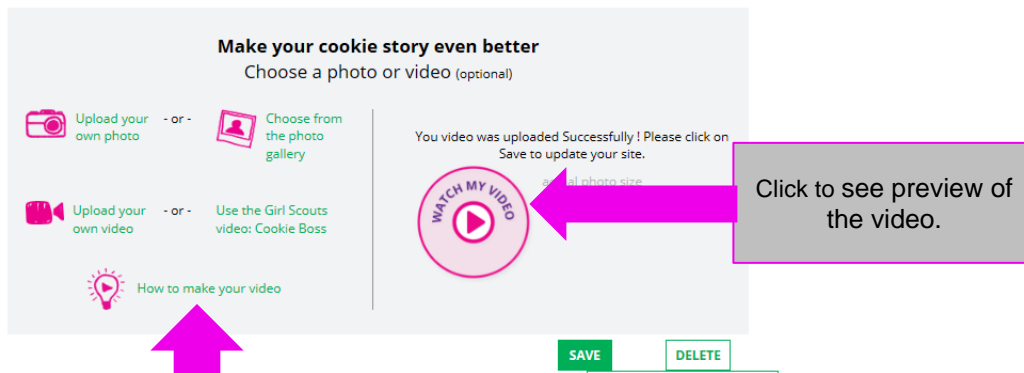 Make your cookie story even better
Choose a photo or video (optional)
Upload your
own photo
- or -
Choose from
the photo
gallery
Upload your
own video
- or -
Use the Girl Scouts
video: Cookie Boss
How to make your video
You video was uploaded Successfully ! Please click on
Save to update your site.
photo size
WATCH MY VIDEO
Click to see preview of
the video.
SAVE
DELETE